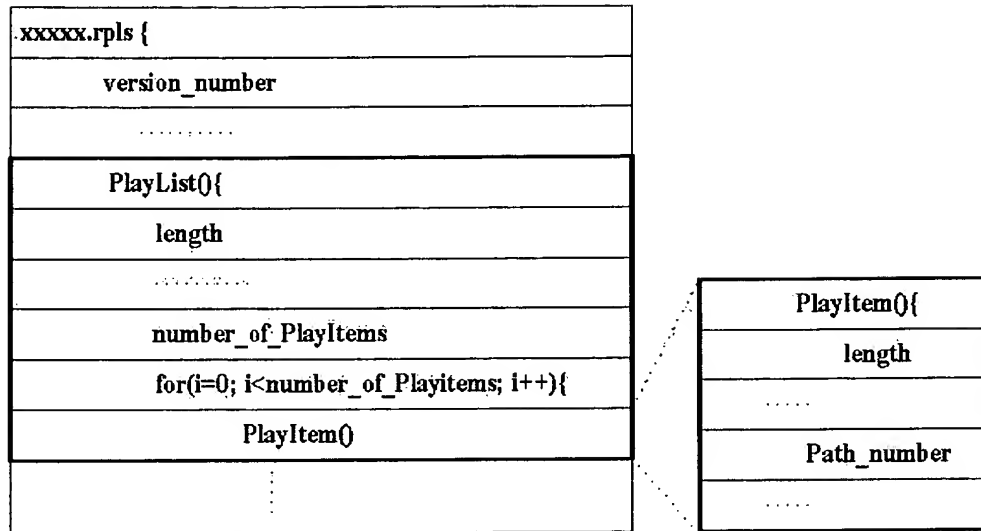 xxxxx.rpls {
version_number
..........
PlayList(){
length
..........
number_of_PlayItems
for(i=0; i<number_of_Playitems; i++){
PlayItem()
PlayItem(){
length
.....
Path_number
.....